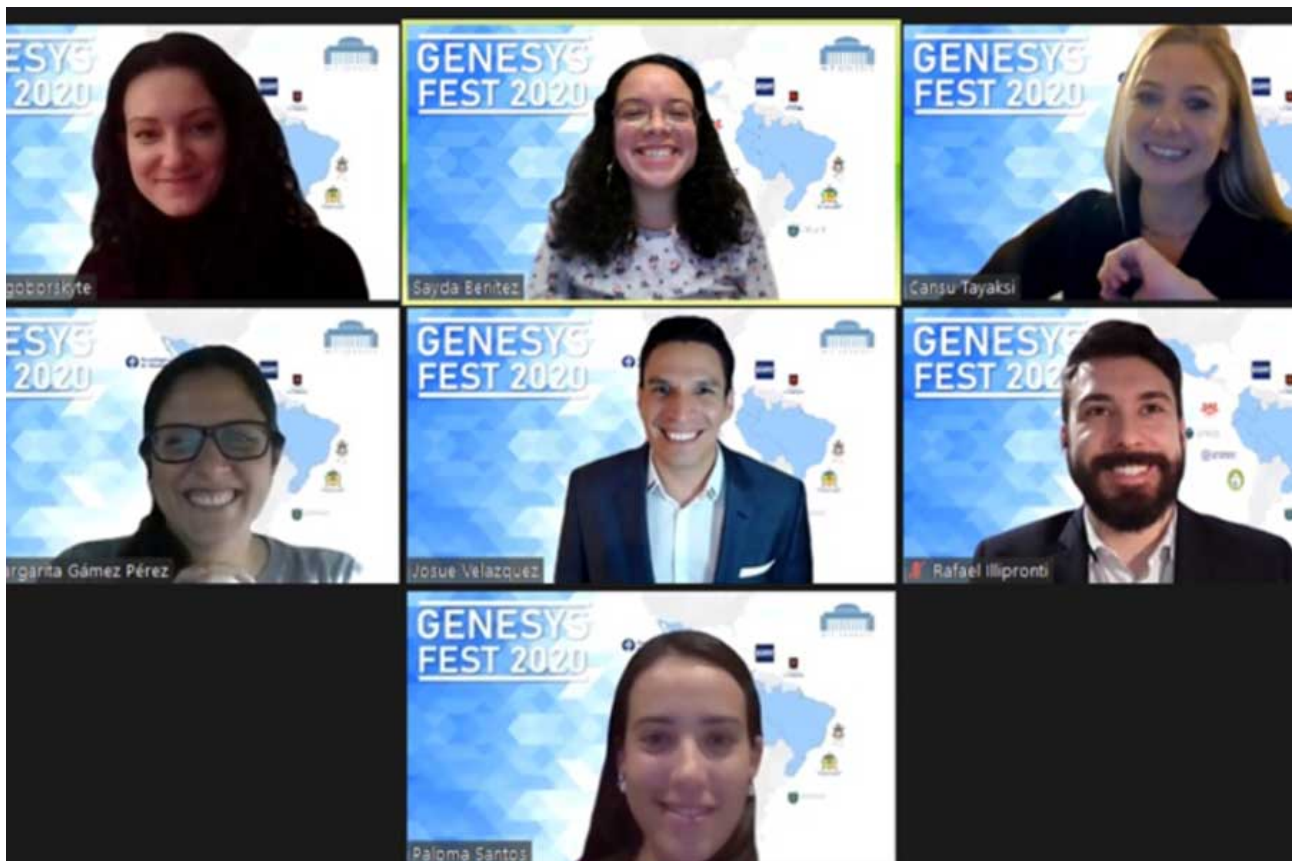 ESYS
2020
goborskyte
GENESYS
FEST 2020
Sayda Benitez
GENESYS
FEST 2020
Cansu Tayaksi
ESYS
2020
argarita Gámez Pérez
GENESYS
FEST 2020
Josue Velazquez
GENESYS
FEST 202
Rafael Illipronti
GENESYS
FEST 2020
Paloma Santos